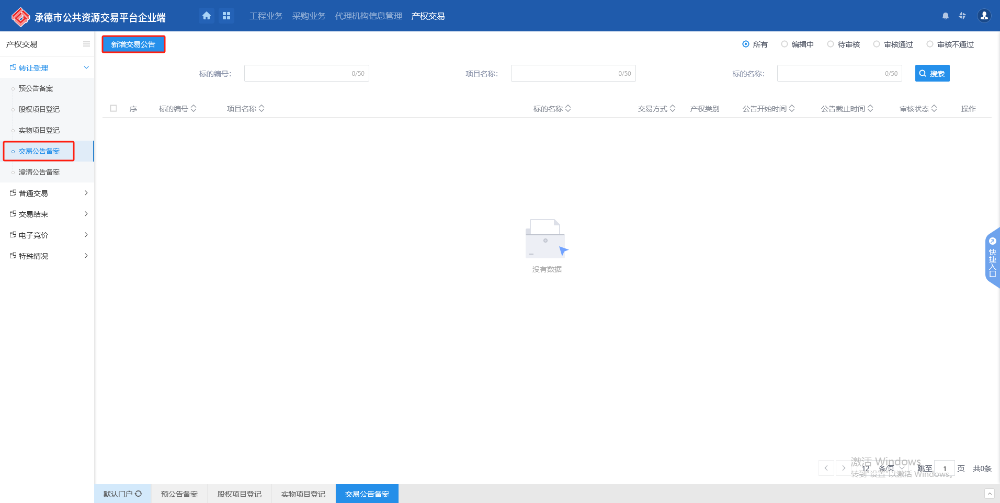 承德市公共资源交易平台企业端
工程业务 采购业务 代理机构信息管理 产权交易
产权交易
转让受理
预公告备案
股权项目登记
实物项目登记
交易公告备案
澄清公告备案
普通交易
交易结束
电子竞价
特殊情况
新增交易公告
所有 编辑中 待审核 审核通过 审核不通过
标的编号： 0/50 项目名称： 0/50 标的名称： 0/50 搜索
序 标的编号 项目名称 标的名称 交易方式 产权类别 公告开始时间 公告截止时间 审核状态 操作
没有数据
快捷入口
激活 Windows
12 条/页 跳至 1 页 共0条
转到"设置"以激活 Windows。
默认门户 预公告备案 股权项目登记 实物项目登记 交易公告备案